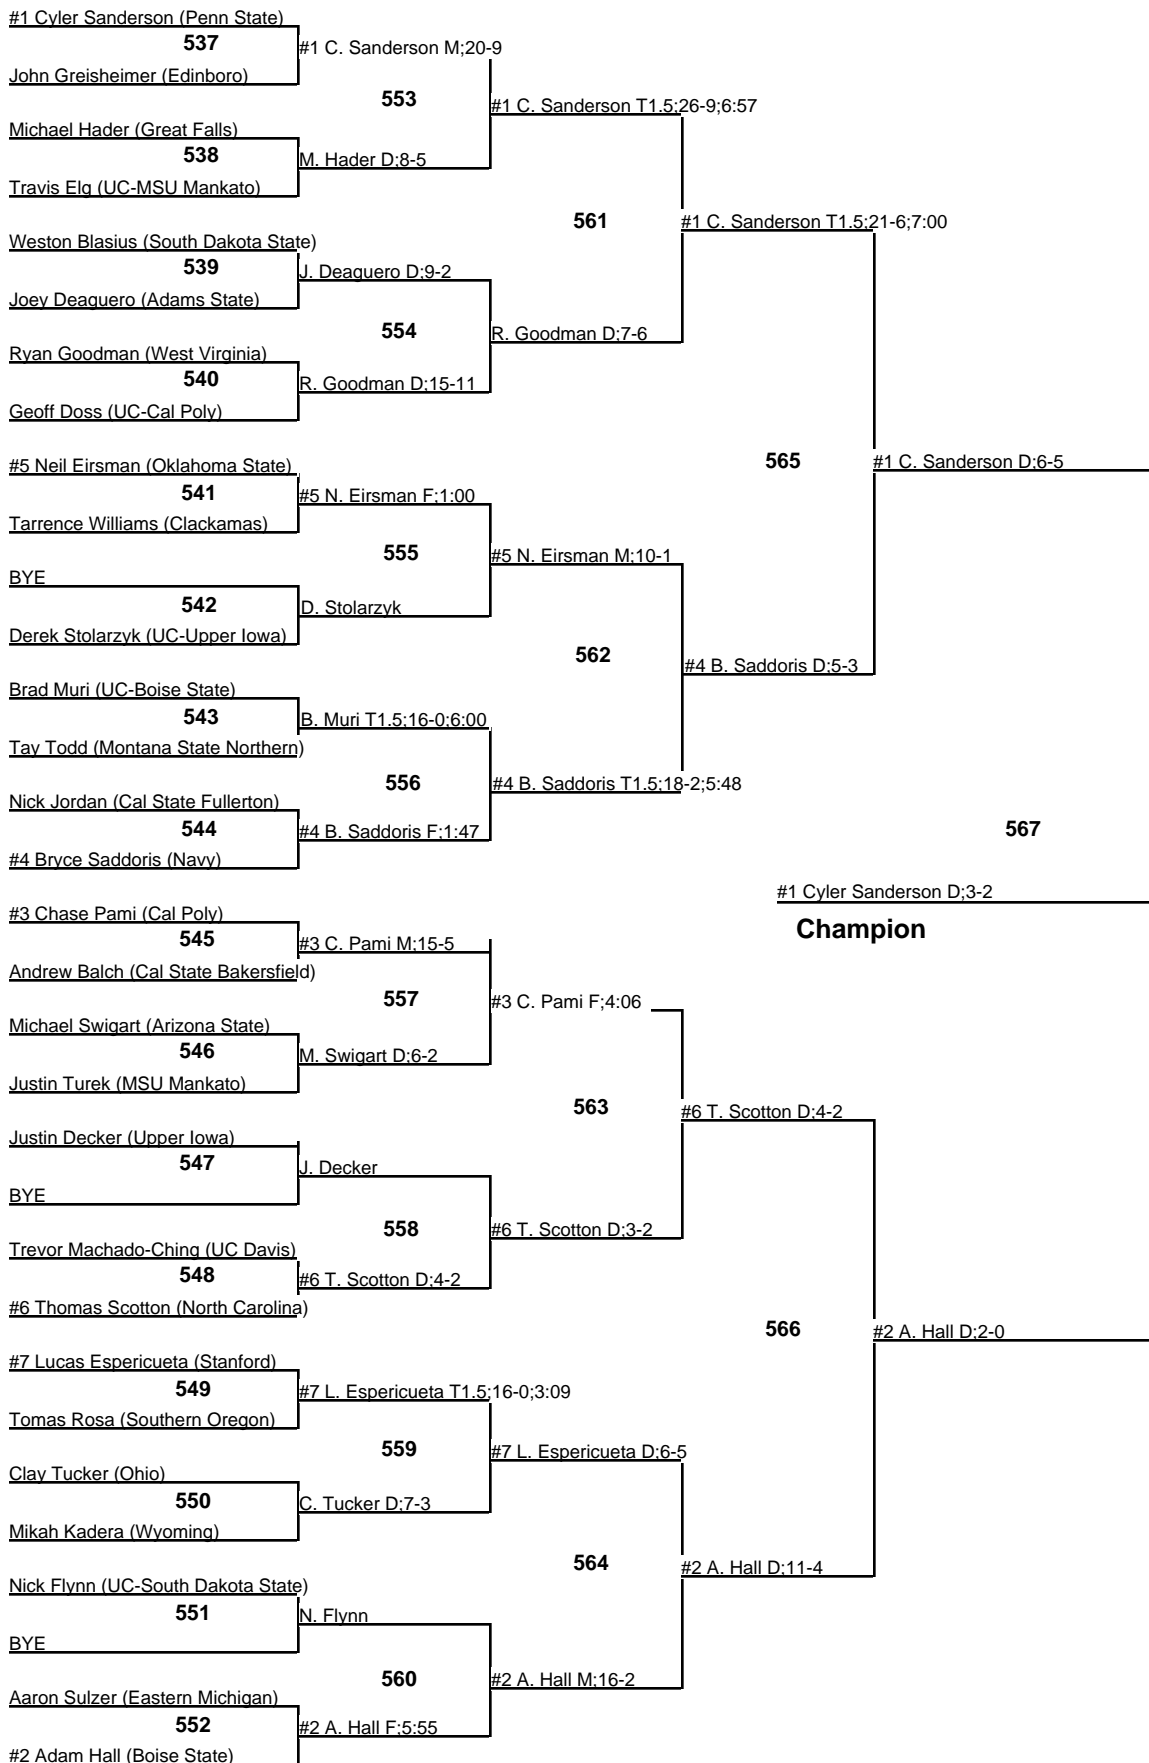 #1 Cyler Sanderson (Penn State)
537
#1 C. Sanderson M;20-9
John Greisheimer (Edinboro)
553
#1 C. Sanderson T1.5;26-9;6:57
Michael Hader (Great Falls)
538
M. Hader D;8-5
Travis Elg (UC-MSU Mankato)
561
#1 C. Sanderson T1.5;21-6;7:00
Weston Blasius (South Dakota State)
539
J. Deaguero D;9-2
Joey Deaguero (Adams State)
554
R. Goodman D;7-6
Ryan Goodman (West Virginia)
540
R. Goodman D;15-11
Geoff Doss (UC-Cal Poly)
565
#1 C. Sanderson D;6-5
#5 Neil Eirsman (Oklahoma State)
541
#5 N. Eirsman F;1:00
Tarrence Williams (Clackamas)
555
#5 N. Eirsman M;10-1
BYE
542
D. Stolarzyk
Derek Stolarzyk (UC-Upper Iowa)
562
#4 B. Saddoris D;5-3
Brad Muri (UC-Boise State)
543
B. Muri T1.5;16-0;6:00
Tay Todd (Montana State Northern)
556
#4 B. Saddoris T1.5;18-2;5:48
Nick Jordan (Cal State Fullerton)
544
#4 B. Saddoris F;1:47
#4 Bryce Saddoris (Navy)
567
#1 Cyler Sanderson D;3-2
Champion
#3 Chase Pami (Cal Poly)
545
#3 C. Pami M;15-5
Andrew Balch (Cal State Bakersfield)
557
#3 C. Pami F;4:06
Michael Swigart (Arizona State)
546
M. Swigart D;6-2
Justin Turek (MSU Mankato)
563
#6 T. Scotton D;4-2
Justin Decker (Upper Iowa)
547
J. Decker
BYE
558
#6 T. Scotton D;3-2
Trevor Machado-Ching (UC Davis)
548
#6 T. Scotton D;4-2
#6 Thomas Scotton (North Carolina)
566
#2 A. Hall D;2-0
#7 Lucas Espericueta (Stanford)
549
#7 L. Espericueta T1.5;16-0;3:09
Tomas Rosa (Southern Oregon)
559
#7 L. Espericueta D;6-5
Clay Tucker (Ohio)
550
C. Tucker D;7-3
Mikah Kadera (Wyoming)
564
#2 A. Hall D;11-4
Nick Flynn (UC-South Dakota State)
551
N. Flynn
BYE
560
#2 A. Hall M;16-2
Aaron Sulzer (Eastern Michigan)
552
#2 A. Hall F;5:55
#2 Adam Hall (Boise State)